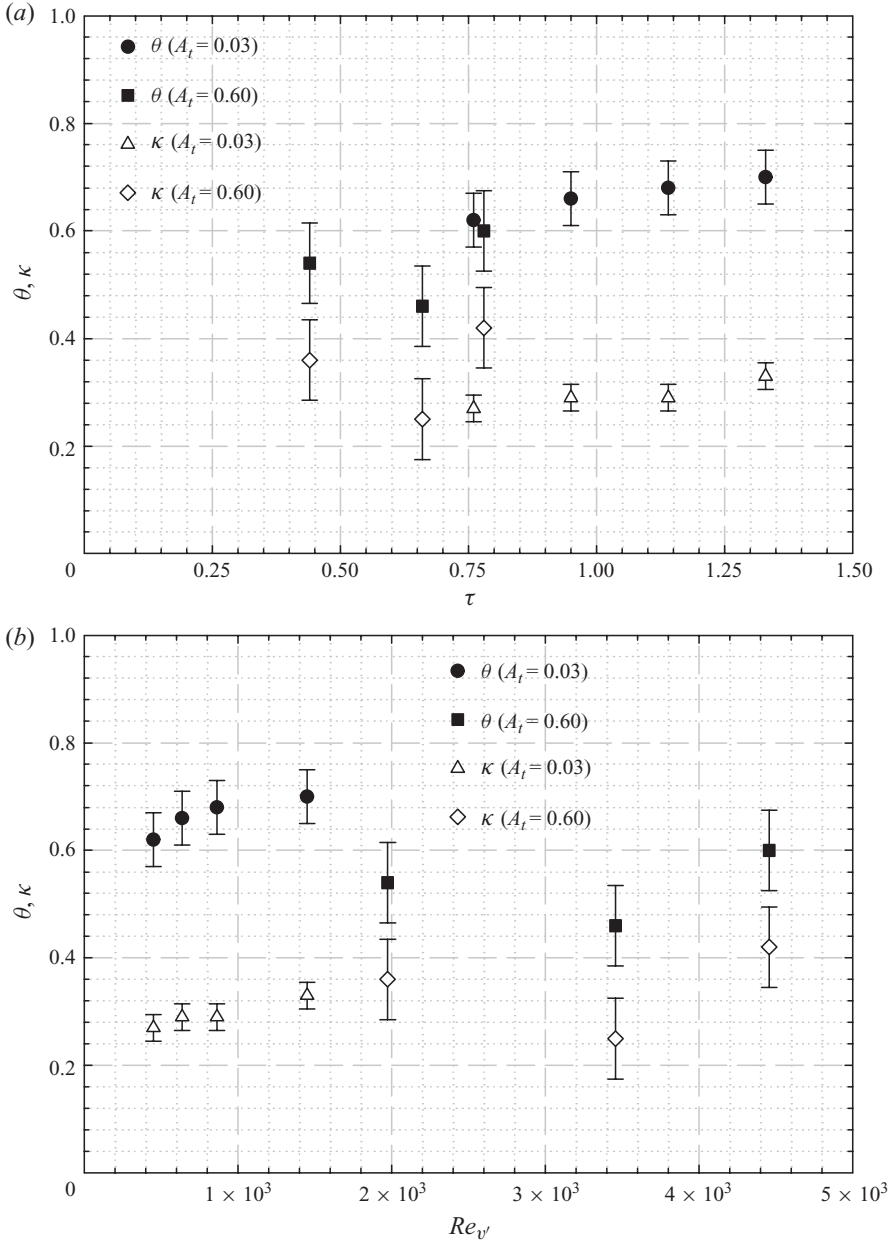 (a)
1.0
θ (Aₜ = 0.03)
θ (Aₜ = 0.60)
κ (Aₜ = 0.03)
κ (Aₜ = 0.60)
0.8
0.6
θ, κ
0.4
0.2
0 0.25 0.50 0.75 1.00 1.25 1.50
τ
(b)
1.0
θ (Aₜ = 0.03)
θ (Aₜ = 0.60)
κ (Aₜ = 0.03)
κ (Aₜ = 0.60)
0.8
0.6
θ, κ
0.4
0.2
0 1 × 10³ 2 × 10³ 3 × 10³ 4 × 10³ 5 × 10³
Re_v′